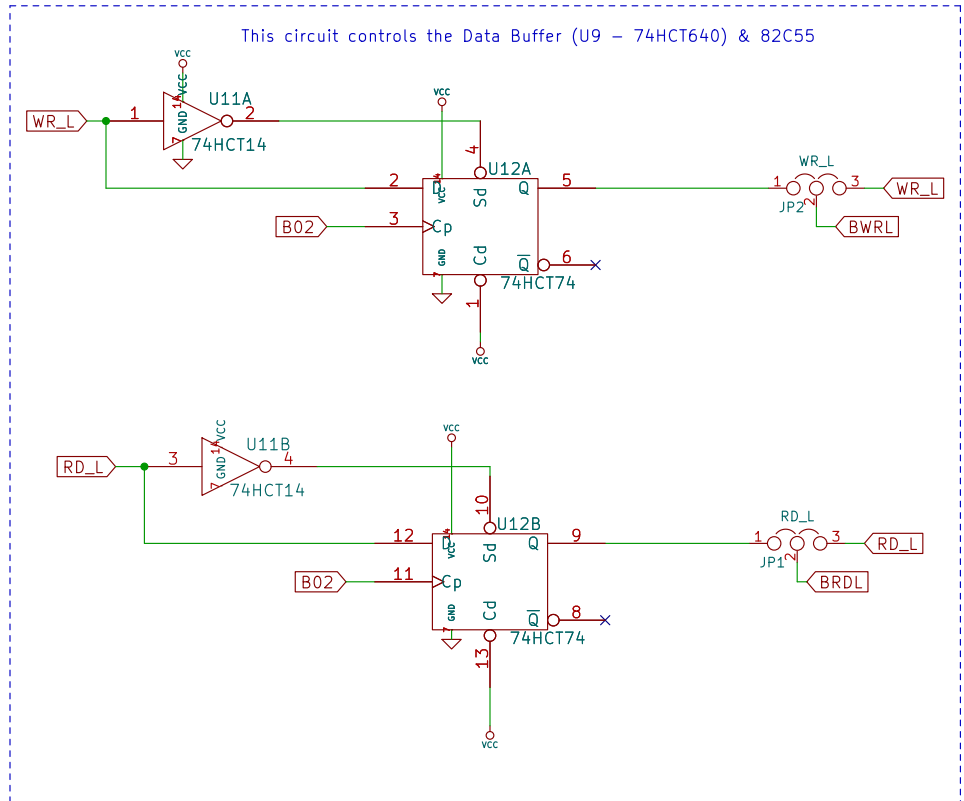 This circuit controls the Data Buffer (U9 - 74HCT640) & 82C55
VCC
VCC
14
U11A
WR_L
1
2
GND
7
74HCT14
VCC
4
U12A
2
D
14
VCC
Sd
Q
5
B02
3
Cp
GND
7
Cd
Q
6
74HCT74
1
VCC
WR_L
1
3
WR_L
JP2
2
BWRL
VCC
14
U11B
RD_L
3
4
GND
7
74HCT14
VCC
10
U12B
12
D
14
VCC
Sd
Q
9
B02
11
Cp
GND
7
Cd
Q
8
74HCT74
13
VCC
RD_L
1
3
RD_L
JP1
2
BRDL